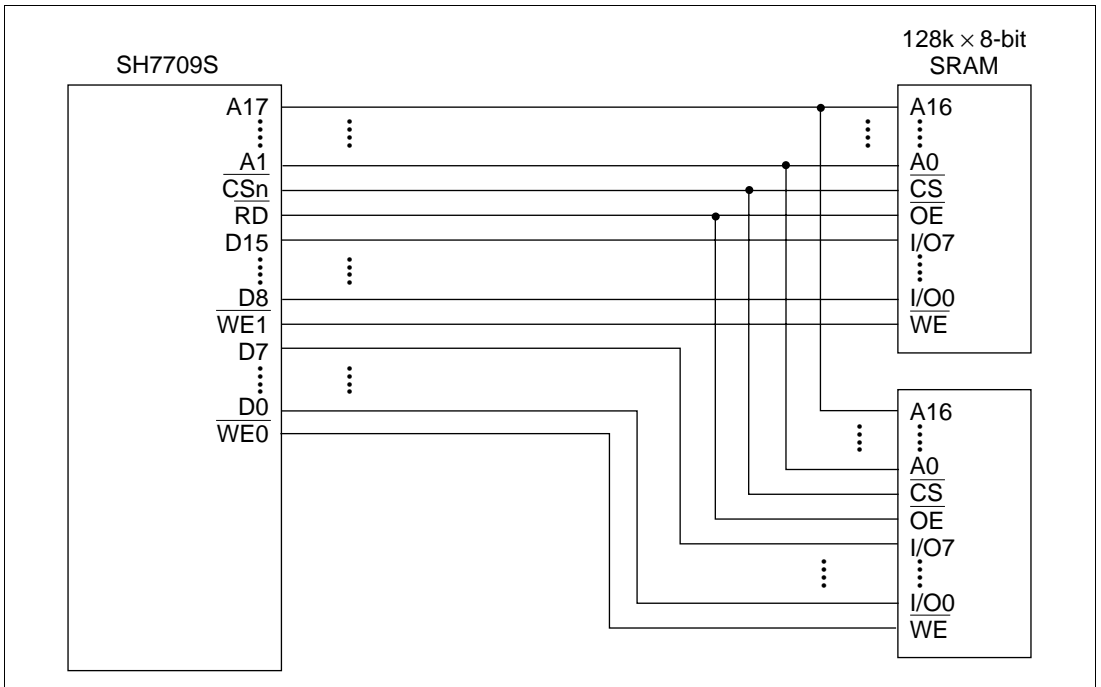 SH7709S
A17
A1
CSn
RD
D15
D8
WE1
D7
D0
WE0
128k × 8-bit
SRAM
A16
A0
CS
OE
I/O7
I/O0
WE
A16
A0
CS
OE
I/O7
I/O0
WE